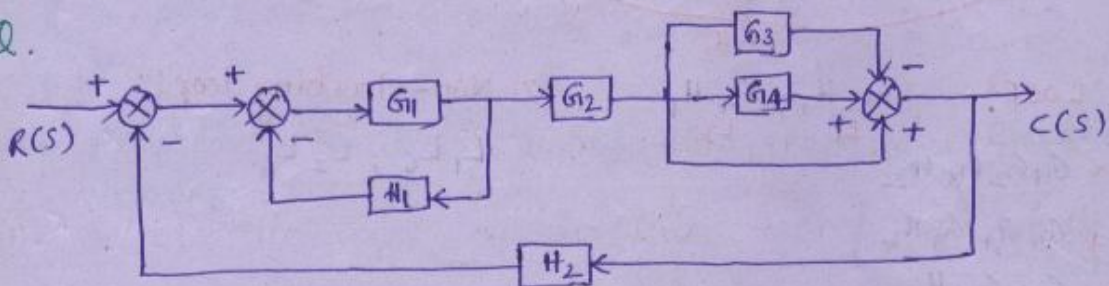 Q.
G3
+ + G1 G2 G4 -
R(S) - - + + C(S)
H1
H2